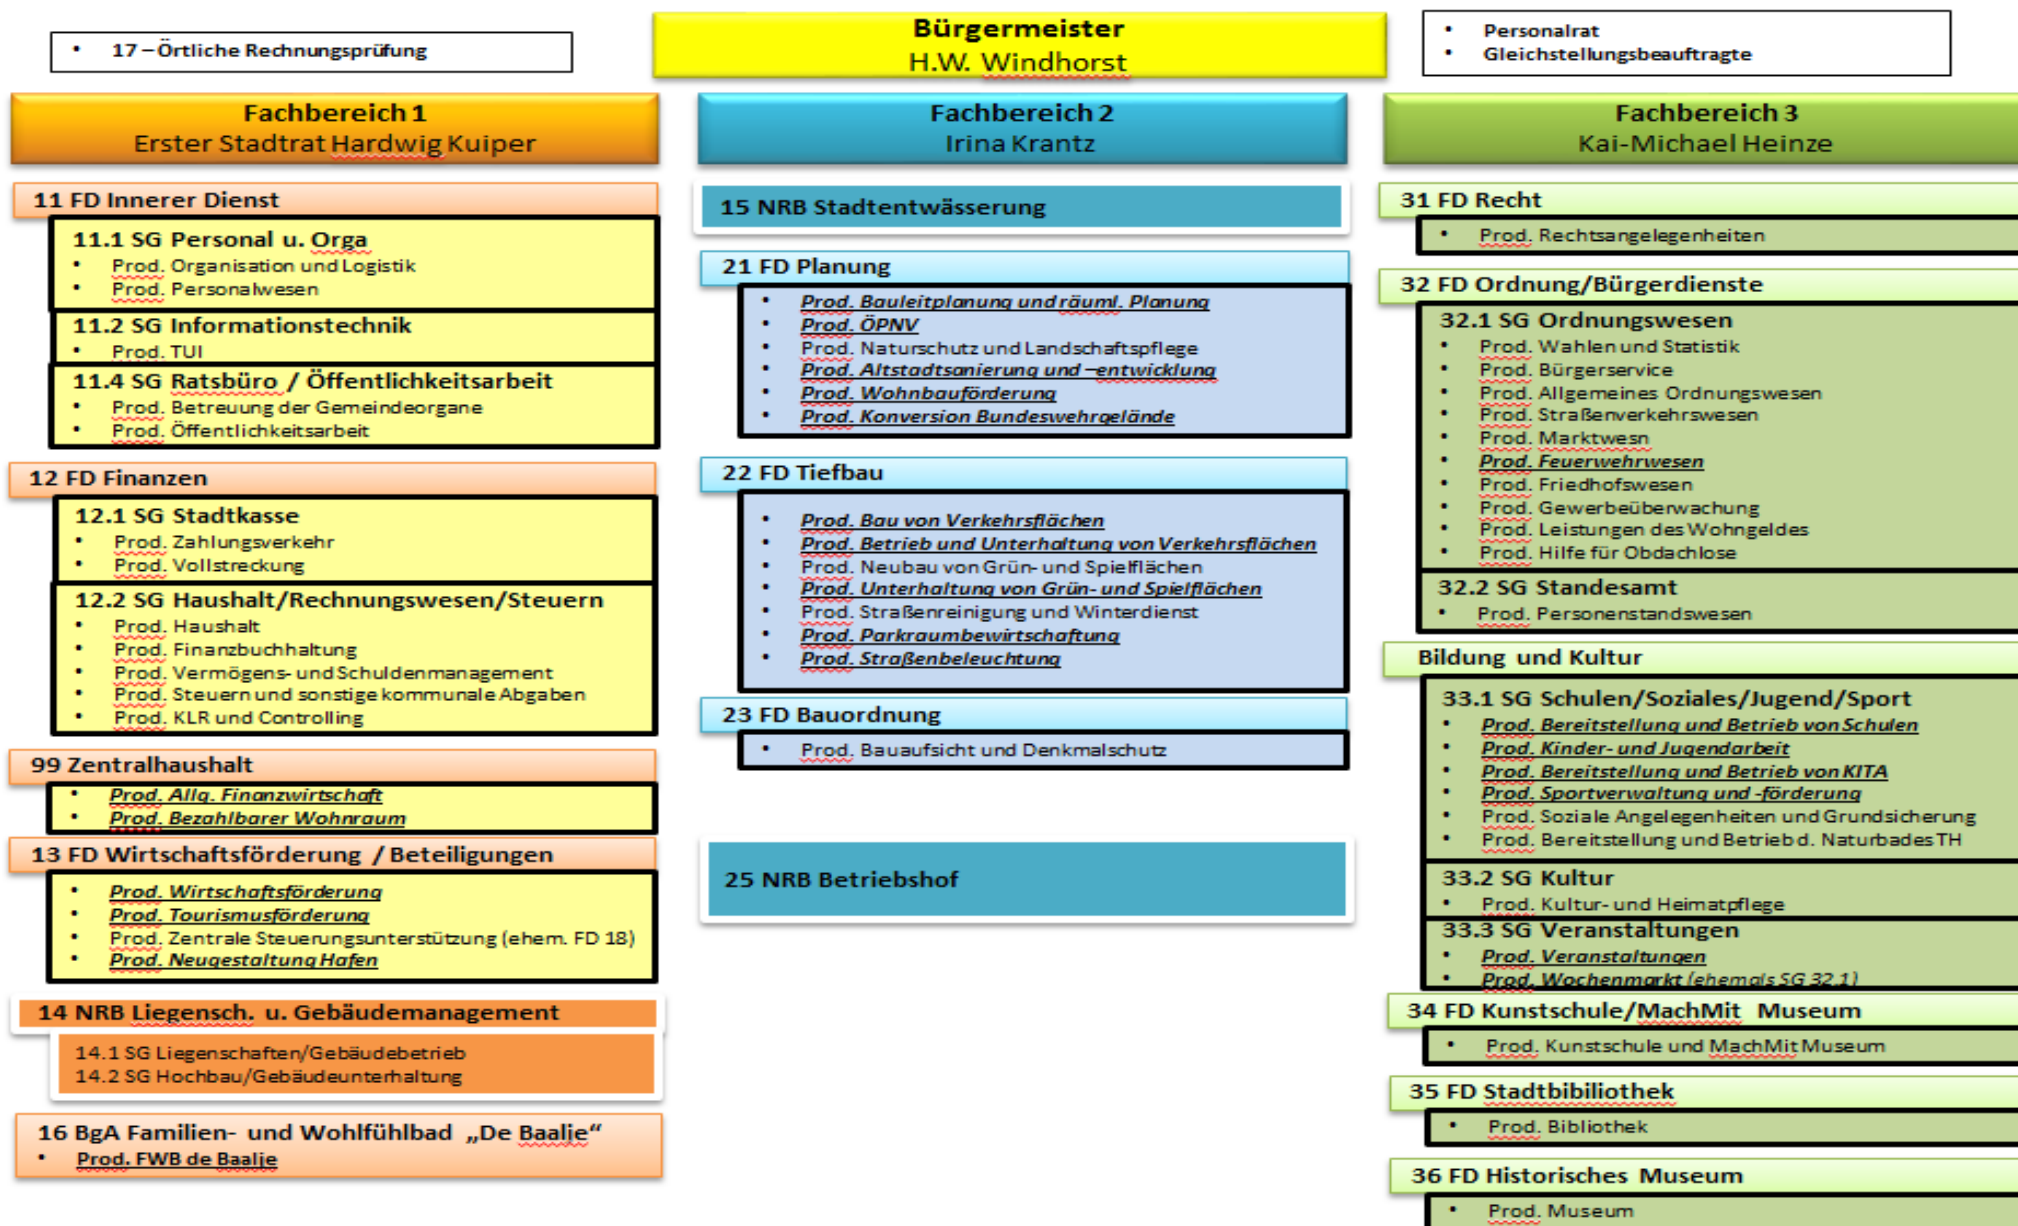 • 17 – Örtliche Rechnungsprüfung
Bürgermeister
H.W. Windhorst
• Personalrat
• Gleichstellungsbeauftragte
Fachbereich 1
Erster Stadtrat Hardwig Kuiper
11 FD Innerer Dienst
11.1 SG Personal u. Orga
• Prod. Organisation und Logistik
• Prod. Personalwesen
11.2 SG Informationstechnik
• Prod. TUI
11.4 SG Ratsbüro / Öffentlichkeitsarbeit
• Prod. Betreuung der Gemeindeorgane
• Prod. Öffentlichkeitsarbeit
12 FD Finanzen
12.1 SG Stadtkasse
• Prod. Zahlungsverkehr
• Prod. Vollstreckung
12.2 SG Haushalt/Rechnungswesen/Steuern
• Prod. Haushalt
• Prod. Finanzbuchhaltung
• Prod. Vermögens- und Schuldenmanagement
• Prod. Steuern und sonstige kommunale Abgaben
• Prod. KLR und Controlling
99 Zentralhaushalt
• Prod. Allg. Finanzwirtschaft
• Prod. Bezahlbarer Wohnraum
13 FD Wirtschaftsförderung / Beteiligungen
• Prod. Wirtschaftsförderung
• Prod. Tourismusförderung
• Prod. Zentrale Steuerungsunterstützung (ehem. FD 18)
• Prod. Neugestaltung Hafen
14 NRB Liegensch. u. Gebäudemanagement
14.1 SG Liegenschaften/Gebäudebetrieb
14.2 SG Hochbau/Gebäudeunterhaltung
16 BgA Familien- und Wohlfühlbad „De Baalje“
• Prod. FWB de Baalje
Fachbereich 2
Irina Krantz
15 NRB Stadtentwässerung
21 FD Planung
• Prod. Bauleitplanung und räuml. Planung
• Prod. ÖPNV
• Prod. Naturschutz und Landschaftspflege
• Prod. Altstadtsanierung und –entwicklung
• Prod. Wohnbauförderung
• Prod. Konversion Bundeswehrgelände
22 FD Tiefbau
• Prod. Bau von Verkehrsflächen
• Prod. Betrieb und Unterhaltung von Verkehrsflächen
• Prod. Neubau von Grün- und Spielflächen
• Prod. Unterhaltung von Grün- und Spielflächen
• Prod. Straßenreinigung und Winterdienst
• Prod. Parkraumbewirtschaftung
• Prod. Straßenbeleuchtung
23 FD Bauordnung
• Prod. Bauaufsicht und Denkmalschutz
25 NRB Betriebshof
Fachbereich 3
Kai-Michael Heinze
31 FD Recht
• Prod. Rechtsangelegenheiten
32 FD Ordnung/Bürgerdienste
32.1 SG Ordnungswesen
• Prod. Wahlen und Statistik
• Prod. Bürgerservice
• Prod. Allgemeines Ordnungswesen
• Prod. Straßenverkehrswesen
• Prod. Marktwesn
• Prod. Feuerwehrwesen
• Prod. Friedhofswesen
• Prod. Gewerbeüberwachung
• Prod. Leistungen des Wohngeldes
• Prod. Hilfe für Obdachlose
32.2 SG Standesamt
• Prod. Personenstandswesen
Bildung und Kultur
33.1 SG Schulen/Soziales/Jugend/Sport
• Prod. Bereitstellung und Betrieb von Schulen
• Prod. Kinder- und Jugendarbeit
• Prod. Bereitstellung und Betrieb von KITA
• Prod. Sportverwaltung und -förderung
• Prod. Soziale Angelegenheiten und Grundsicherung
• Prod. Bereitstellung und Betrieb d. Naturbades TH
33.2 SG Kultur
• Prod. Kultur- und Heimatpflege
33.3 SG Veranstaltungen
• Prod. Veranstaltungen
• Prod. Wochenmarkt (ehemals SG 32.1)
34 FD Kunstschule/MachMit Museum
• Prod. Kunstschule und MachMit Museum
35 FD Stadtbibiliothek
• Prod. Bibliothek
36 FD Historisches Museum
• Prod. Museum